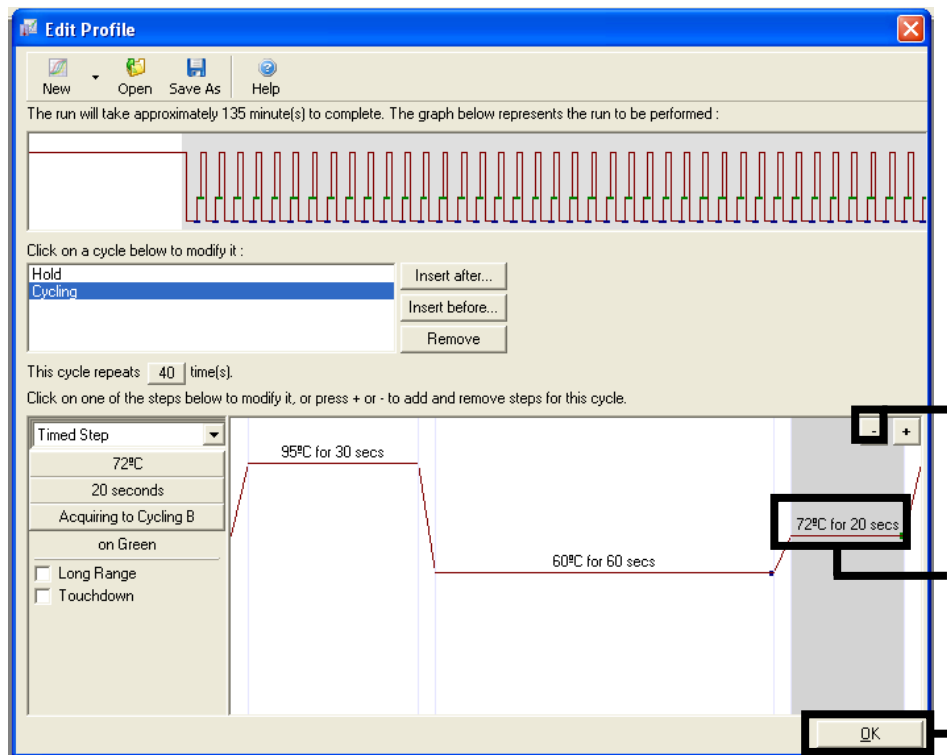 Edit Profile
New
Open
Save As
Help
The run will take approximately 135 minute(s) to complete. The graph below represents the run to be performed :
Click on a cycle below to modify it :
Hold
Cycling
Insert after...
Insert before...
Remove
This cycle repeats 40 time(s).
Click on one of the steps below to modify it, or press + or - to add and remove steps for this cycle.
Timed Step
72ºC
20 seconds
Acquiring to Cycling B
on Green
Long Range
Touchdown
95ºC for 30 secs
60ºC for 60 secs
72ºC for 20 secs
- +
OK